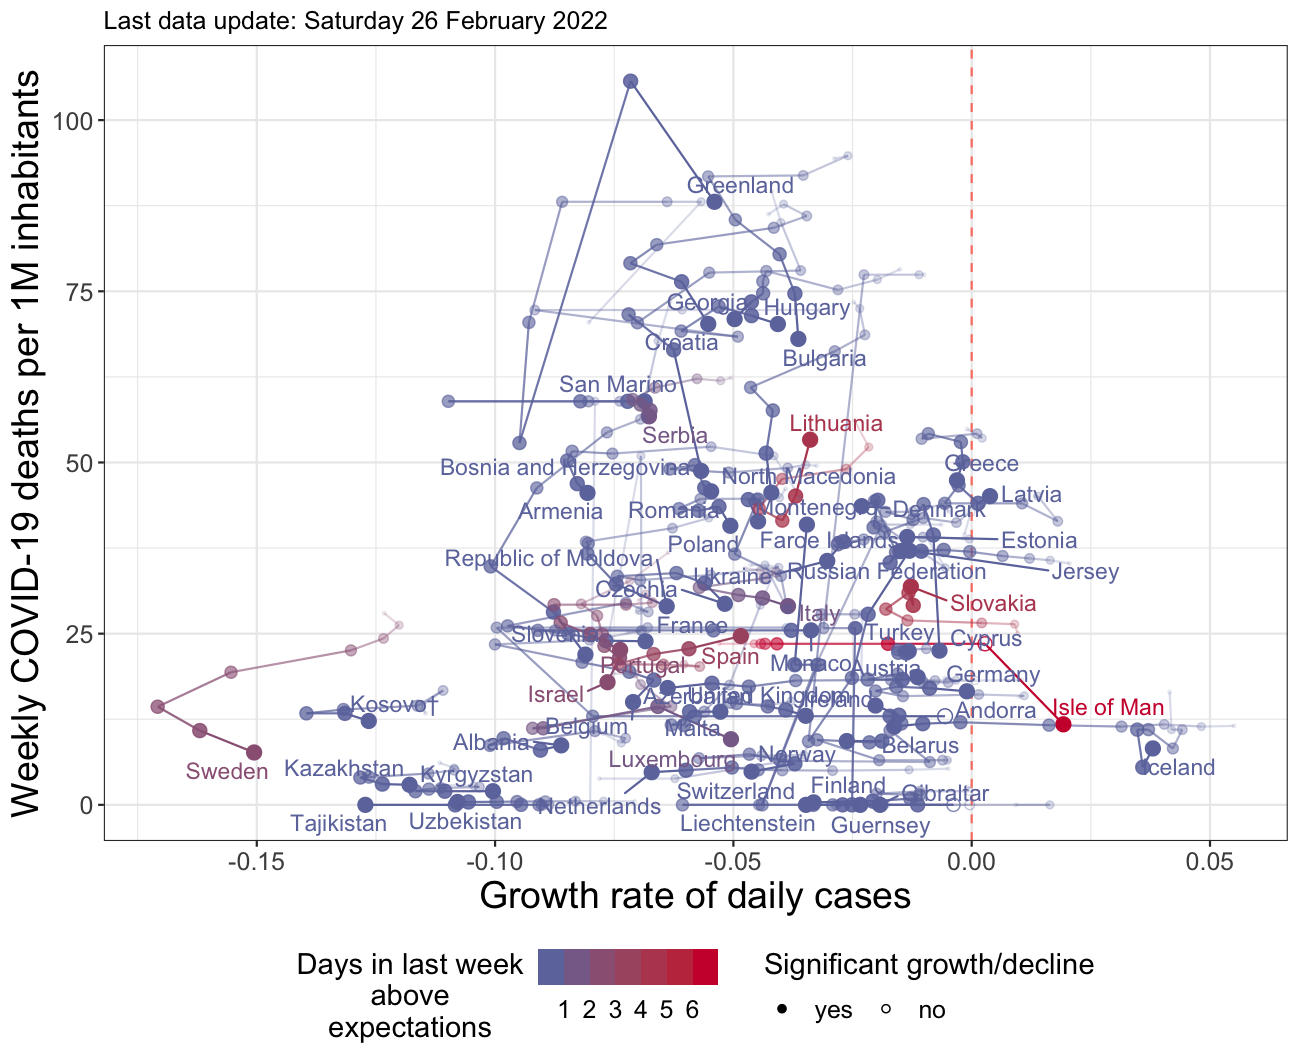 Last data update: Saturday 26 February 2022
Weekly COVID-19 deaths per 1M inhabitants
100
75
50
25
0
Greenland
Georgia
Hungary
Croatia
Bulgaria
San Marino
Lithuania
Serbia
Bosnia and Herzegovina
Greece
North Macedonia
Latvia
Armenia
Romania
Montenegro
Denmark
Poland
Faroe Islands
Estonia
Republic of Moldova
Ukraine
Russian Federation
Jersey
Czechia
Italy
Slovakia
France
Slovenia
Turkey
Cyprus
Portugal
Spain
Monaco
Austria
Germany
Israel
Azerbaijan
United Kingdom
Ireland
Kosovo†
Andorra
Isle of Man
Belgium
Malta
Albania
Belarus
Sweden
Kazakhstan
Kyrgyzstan
Luxembourg
Norway
Iceland
Netherlands
Switzerland
Finland
Gibraltar
Tajikistan
Uzbekistan
Liechtenstein
Guernsey
-0.15
-0.10
-0.05
0.00
0.05
Growth rate of daily cases
Days in last week
above
expectations
1 2 3 4 5 6
Significant growth/decline
yes
no